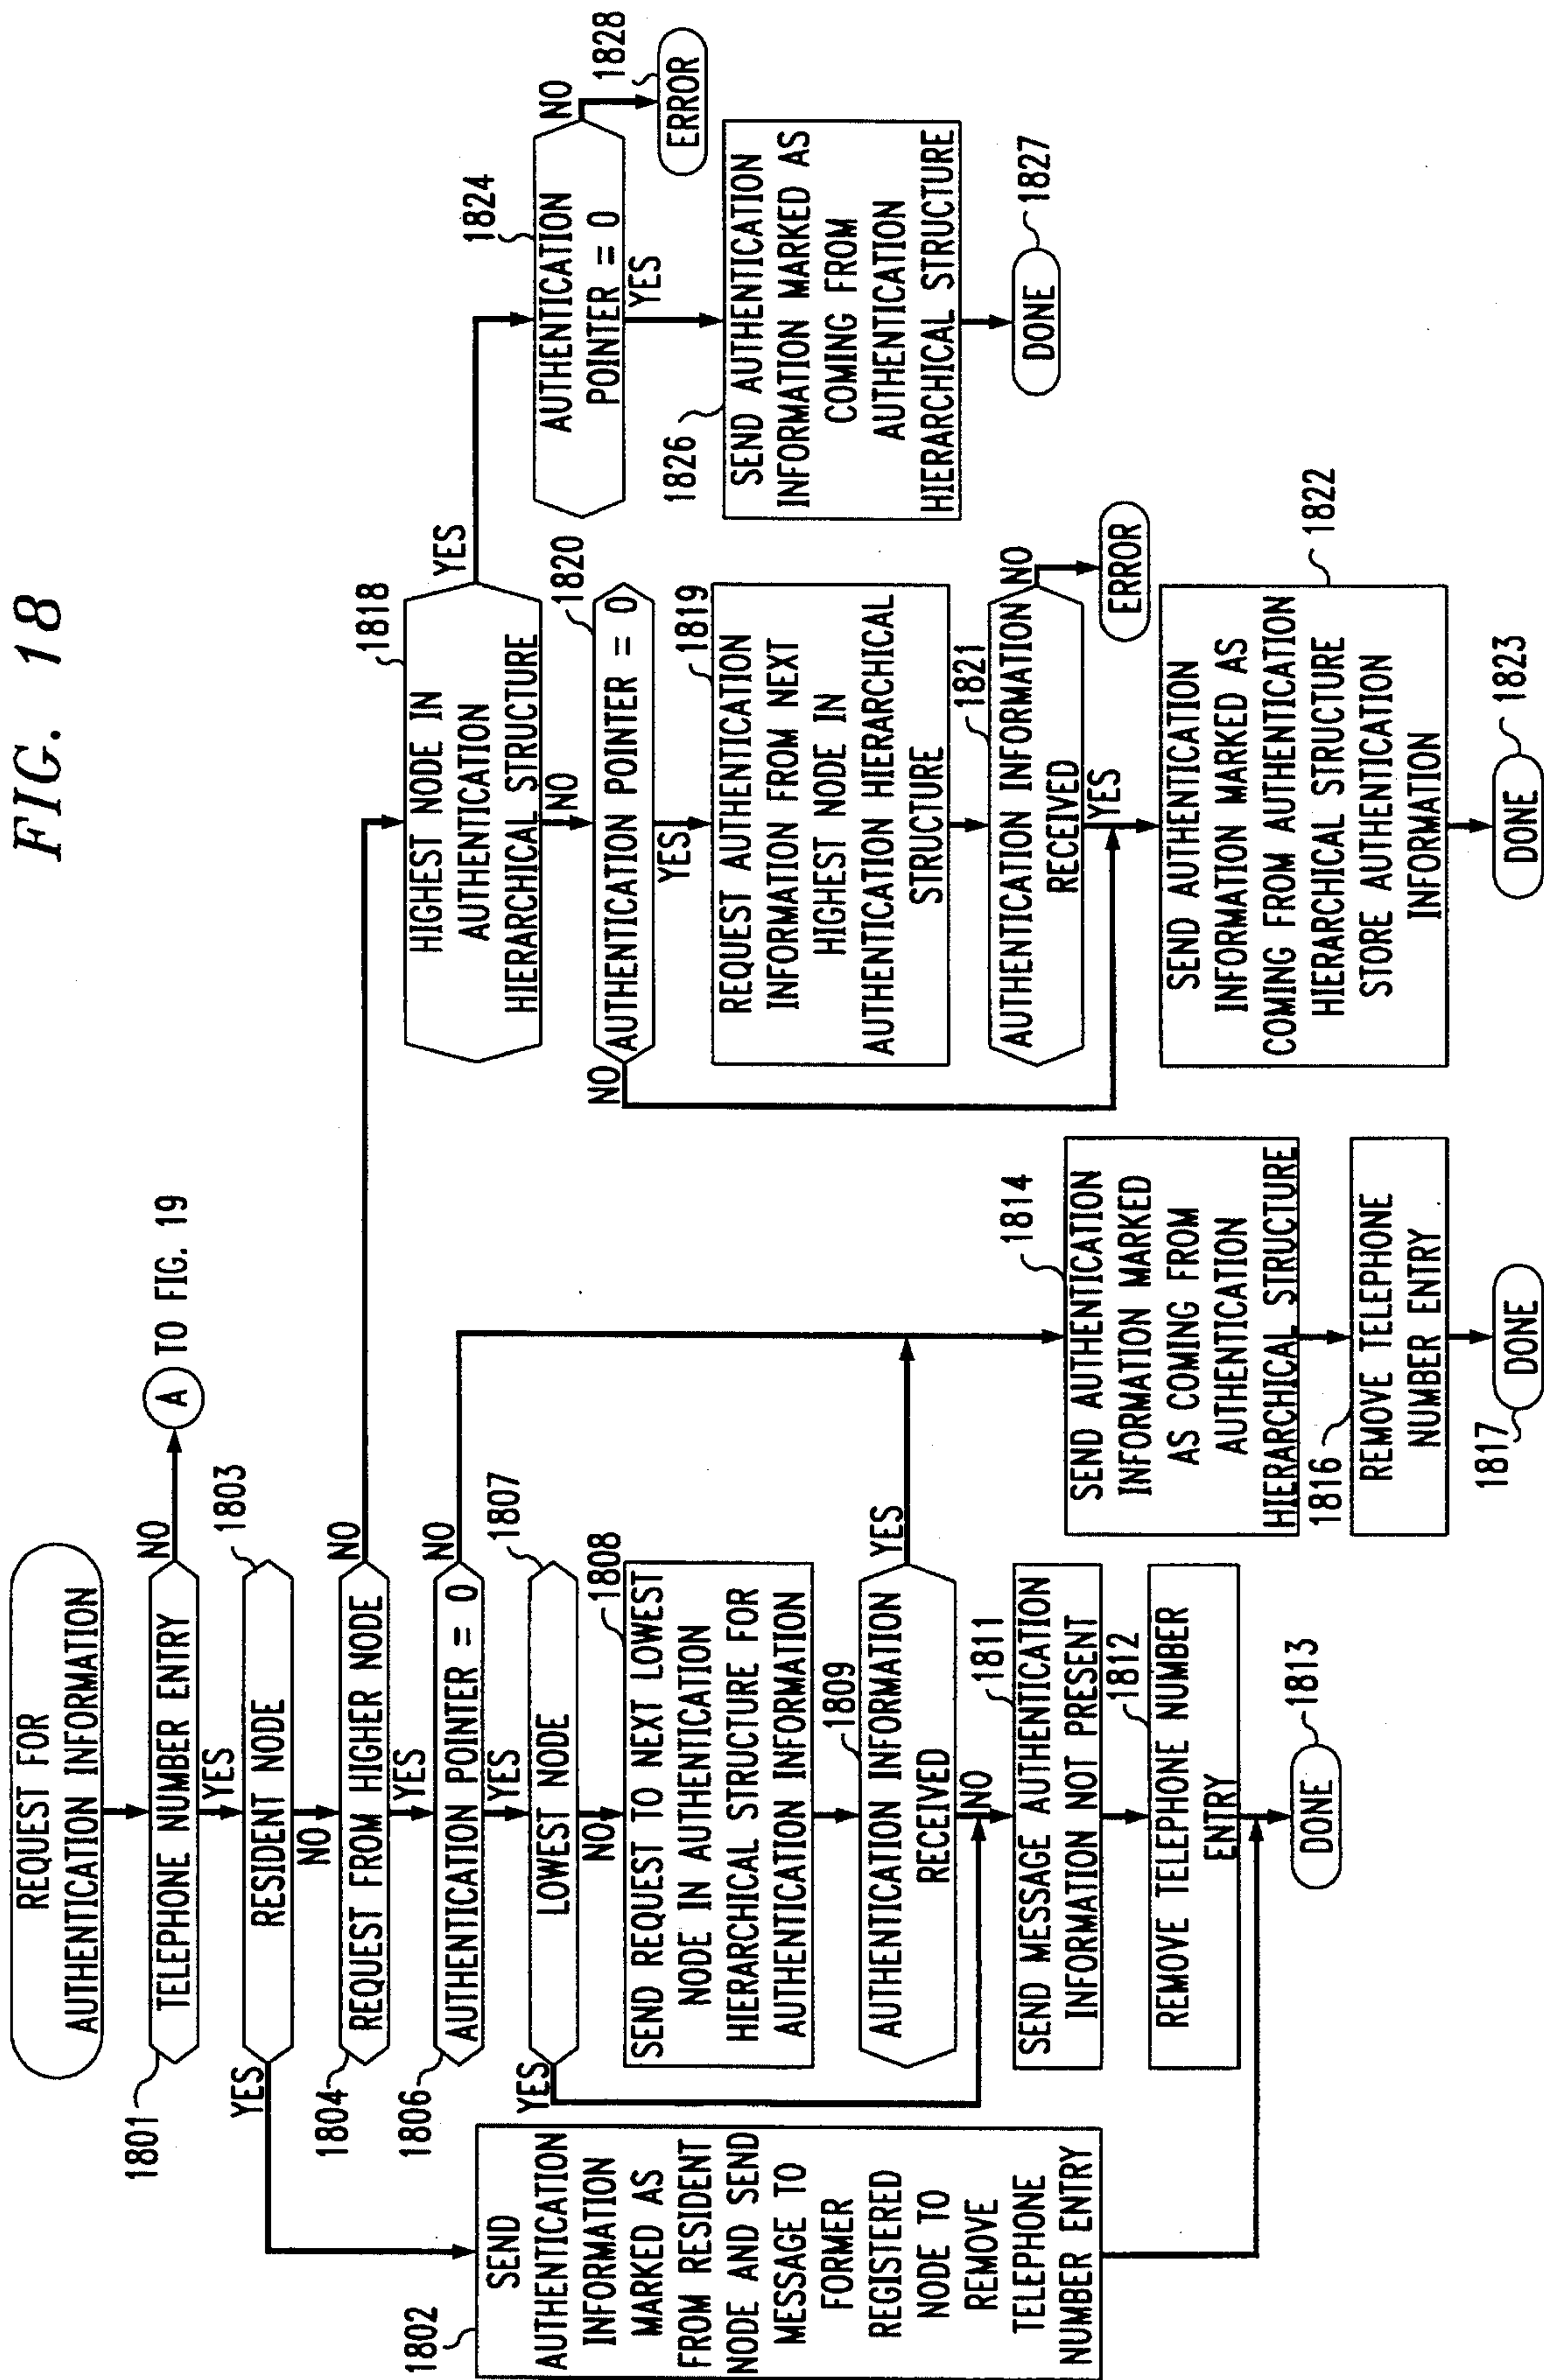 FIG. 18
REQUEST FOR
AUTHENTICATION INFORMATION
1801
TELEPHONE NUMBER ENTRY
NO
A
TO FIG. 19
YES
1803
YES
RESIDENT NODE
NO
1802
SEND
AUTHENTICATION
INFORMATION
MARKED AS
FROM RESIDENT
NODE AND SEND
MESSAGE TO
FORMER
REGISTERED
NODE TO
REMOVE
TELEPHONE
NUMBER ENTRY
1804
REQUEST FROM HIGHER NODE
NO
YES
1806
AUTHENTICATION POINTER = 0
NO
YES
1807
YES
LOWEST NODE
NO
1808
SEND REQUEST TO NEXT LOWEST
NODE IN AUTHENTICATION
HIERARCHICAL STRUCTURE FOR
AUTHENTICATION INFORMATION
1809
AUTHENTICATION INFORMATION
RECEIVED
YES
NO
1811
SEND MESSAGE AUTHENTICATION
INFORMATION NOT PRESENT
1812
REMOVE TELEPHONE NUMBER
ENTRY
DONE
1813
1814
SEND AUTHENTICATION
INFORMATION MARKED
AS COMING FROM
AUTHENTICATION
HIERARCHICAL STRUCTURE
1816
REMOVE TELEPHONE
NUMBER ENTRY
1817
DONE
1818
HIGHEST NODE IN
AUTHENTICATION
HIERARCHICAL STRUCTURE
YES
NO
1820
NO
AUTHENTICATION POINTER = 0
YES
1819
REQUEST AUTHENTICATION
INFORMATION FROM NEXT
HIGHEST NODE IN
AUTHENTICATION HIERARCHICAL
STRUCTURE
1821
AUTHENTICATION INFORMATION
RECEIVED
NO
ERROR
YES
1822
SEND AUTHENTICATION
INFORMATION MARKED AS
COMING FROM AUTHENTICATION
HIERARCHICAL STRUCTURE
STORE AUTHENTICATION
INFORMATION
DONE
1823
1824
AUTHENTICATION
POINTER = 0
NO
1828
ERROR
YES
1826
SEND AUTHENTICATION
INFORMATION MARKED AS
COMING FROM
AUTHENTICATION
HIERARCHICAL STRUCTURE
DONE
1827